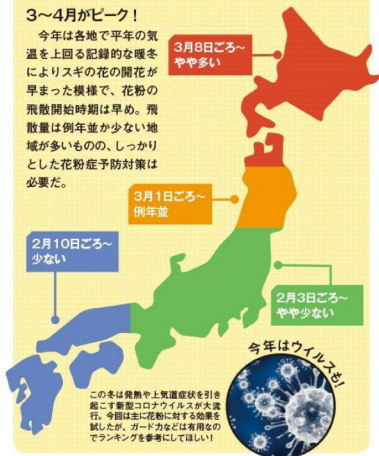 3～4月がピーク！
今年は各地で平年の気
温を上回る記録的な暖冬
によりスギの花の開花が
早まった模様で、花粉の
飛散開始時期は早め。飛
散量は例年並か少ない地
域が多いものの、しっかり
とした花粉症予防対策は
必要だ。
3月8日ごろ～
やや多い
3月1日ごろ～
例年並
2月10日ごろ～
少ない
2月3日ごろ～
やや少ない
今年はウイルスも！
この冬は発熱や上気道症状を引き
起こす新型コロナウイルスが大流
行。今回は主に花粉に対する効果を
試したが、ガード力などは有用なの
でランキングを参考にしてほしい！